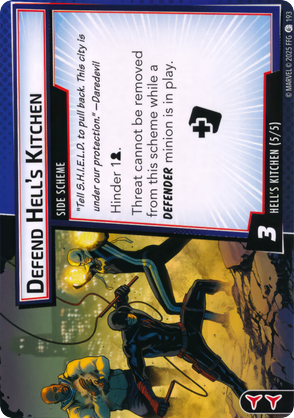 DEFEND HELL'S KITCHEN
SIDE SCHEME
"Tell S.H.I.E.L.D. to pull back. This city is
under our protection." —Daredevil
Hinder 1.
Threat cannot be removed
from this scheme while a
DEFENDER minion is in play.
3
HELL'S KITCHEN (5/5)
© MARVEL © 2025 FFG 193